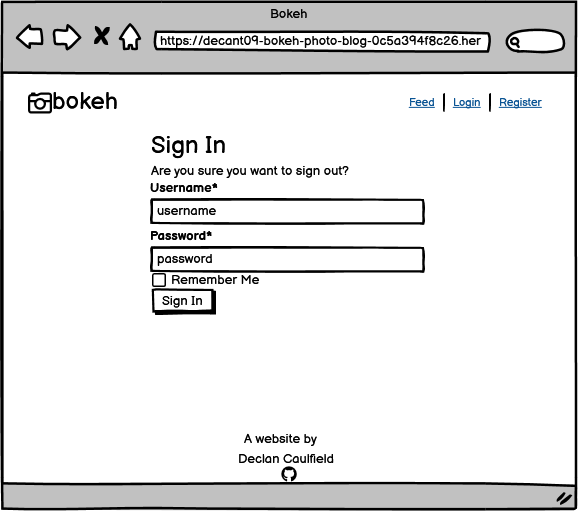 Bokeh
https://decant09-bokeh-photo-blog-0c5a394f8c26.her
bokeh
Feed Login Register
Sign In
Are you sure you want to sign out?
Username*
username
Password*
password
Remember Me
Sign In
A website by
Declan Caulfield